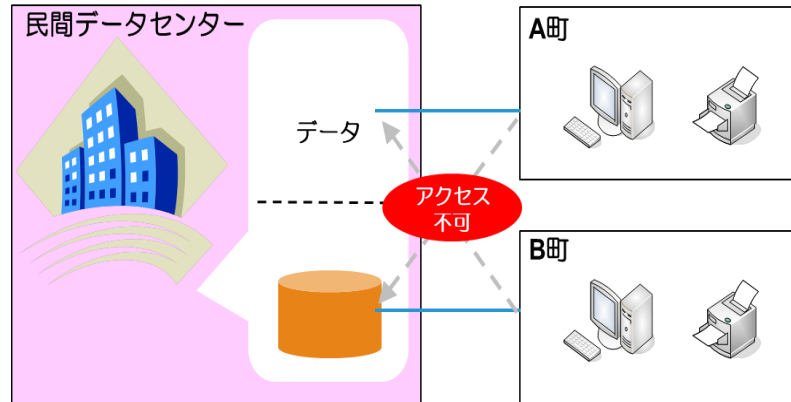 民間データセンター
A町
データ
アクセス
不可
B町